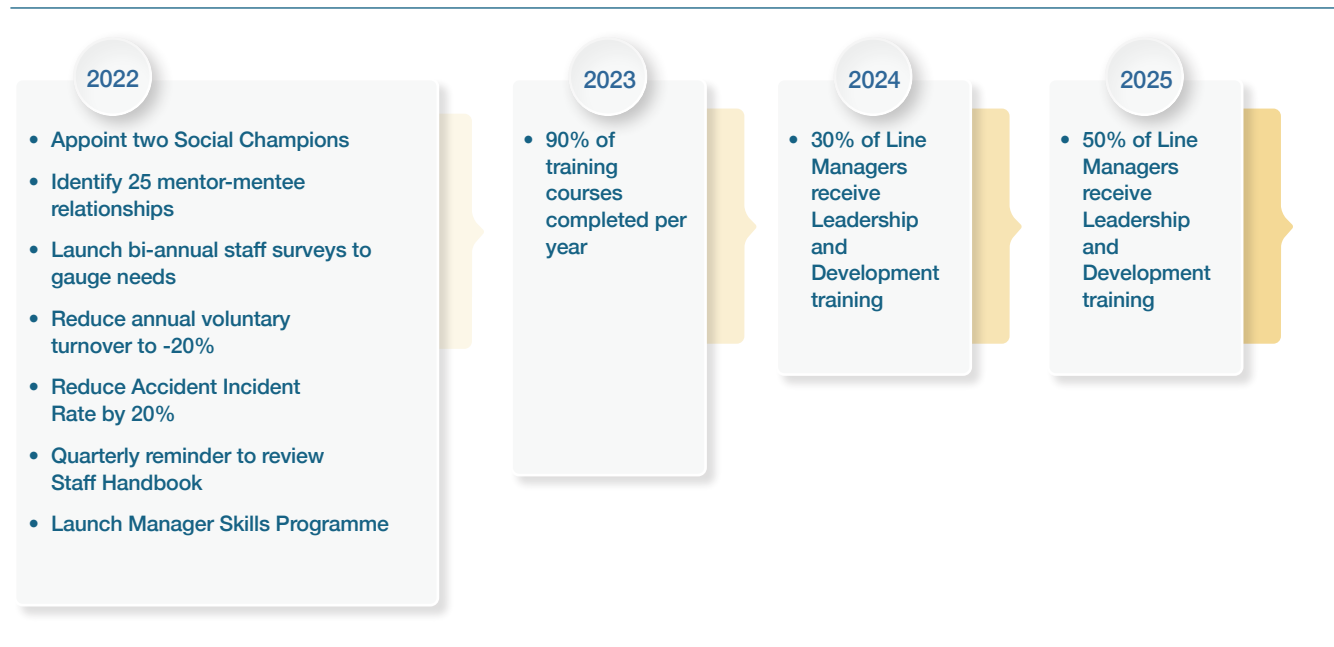 2022
• Appoint two Social Champions
• Identify 25 mentor-mentee
relationships
• Launch bi-annual staff surveys to
gauge needs
• Reduce annual voluntary
turnover to -20%
• Reduce Accident Incident
Rate by 20%
• Quarterly reminder to review
Staff Handbook
• Launch Manager Skills Programme
2023
• 90% of
training
courses
completed per
year
2024
• 30% of Line
Managers
receive
Leadership
and
Development
training
2025
• 50% of Line
Managers
receive
Leadership
and
Development
training